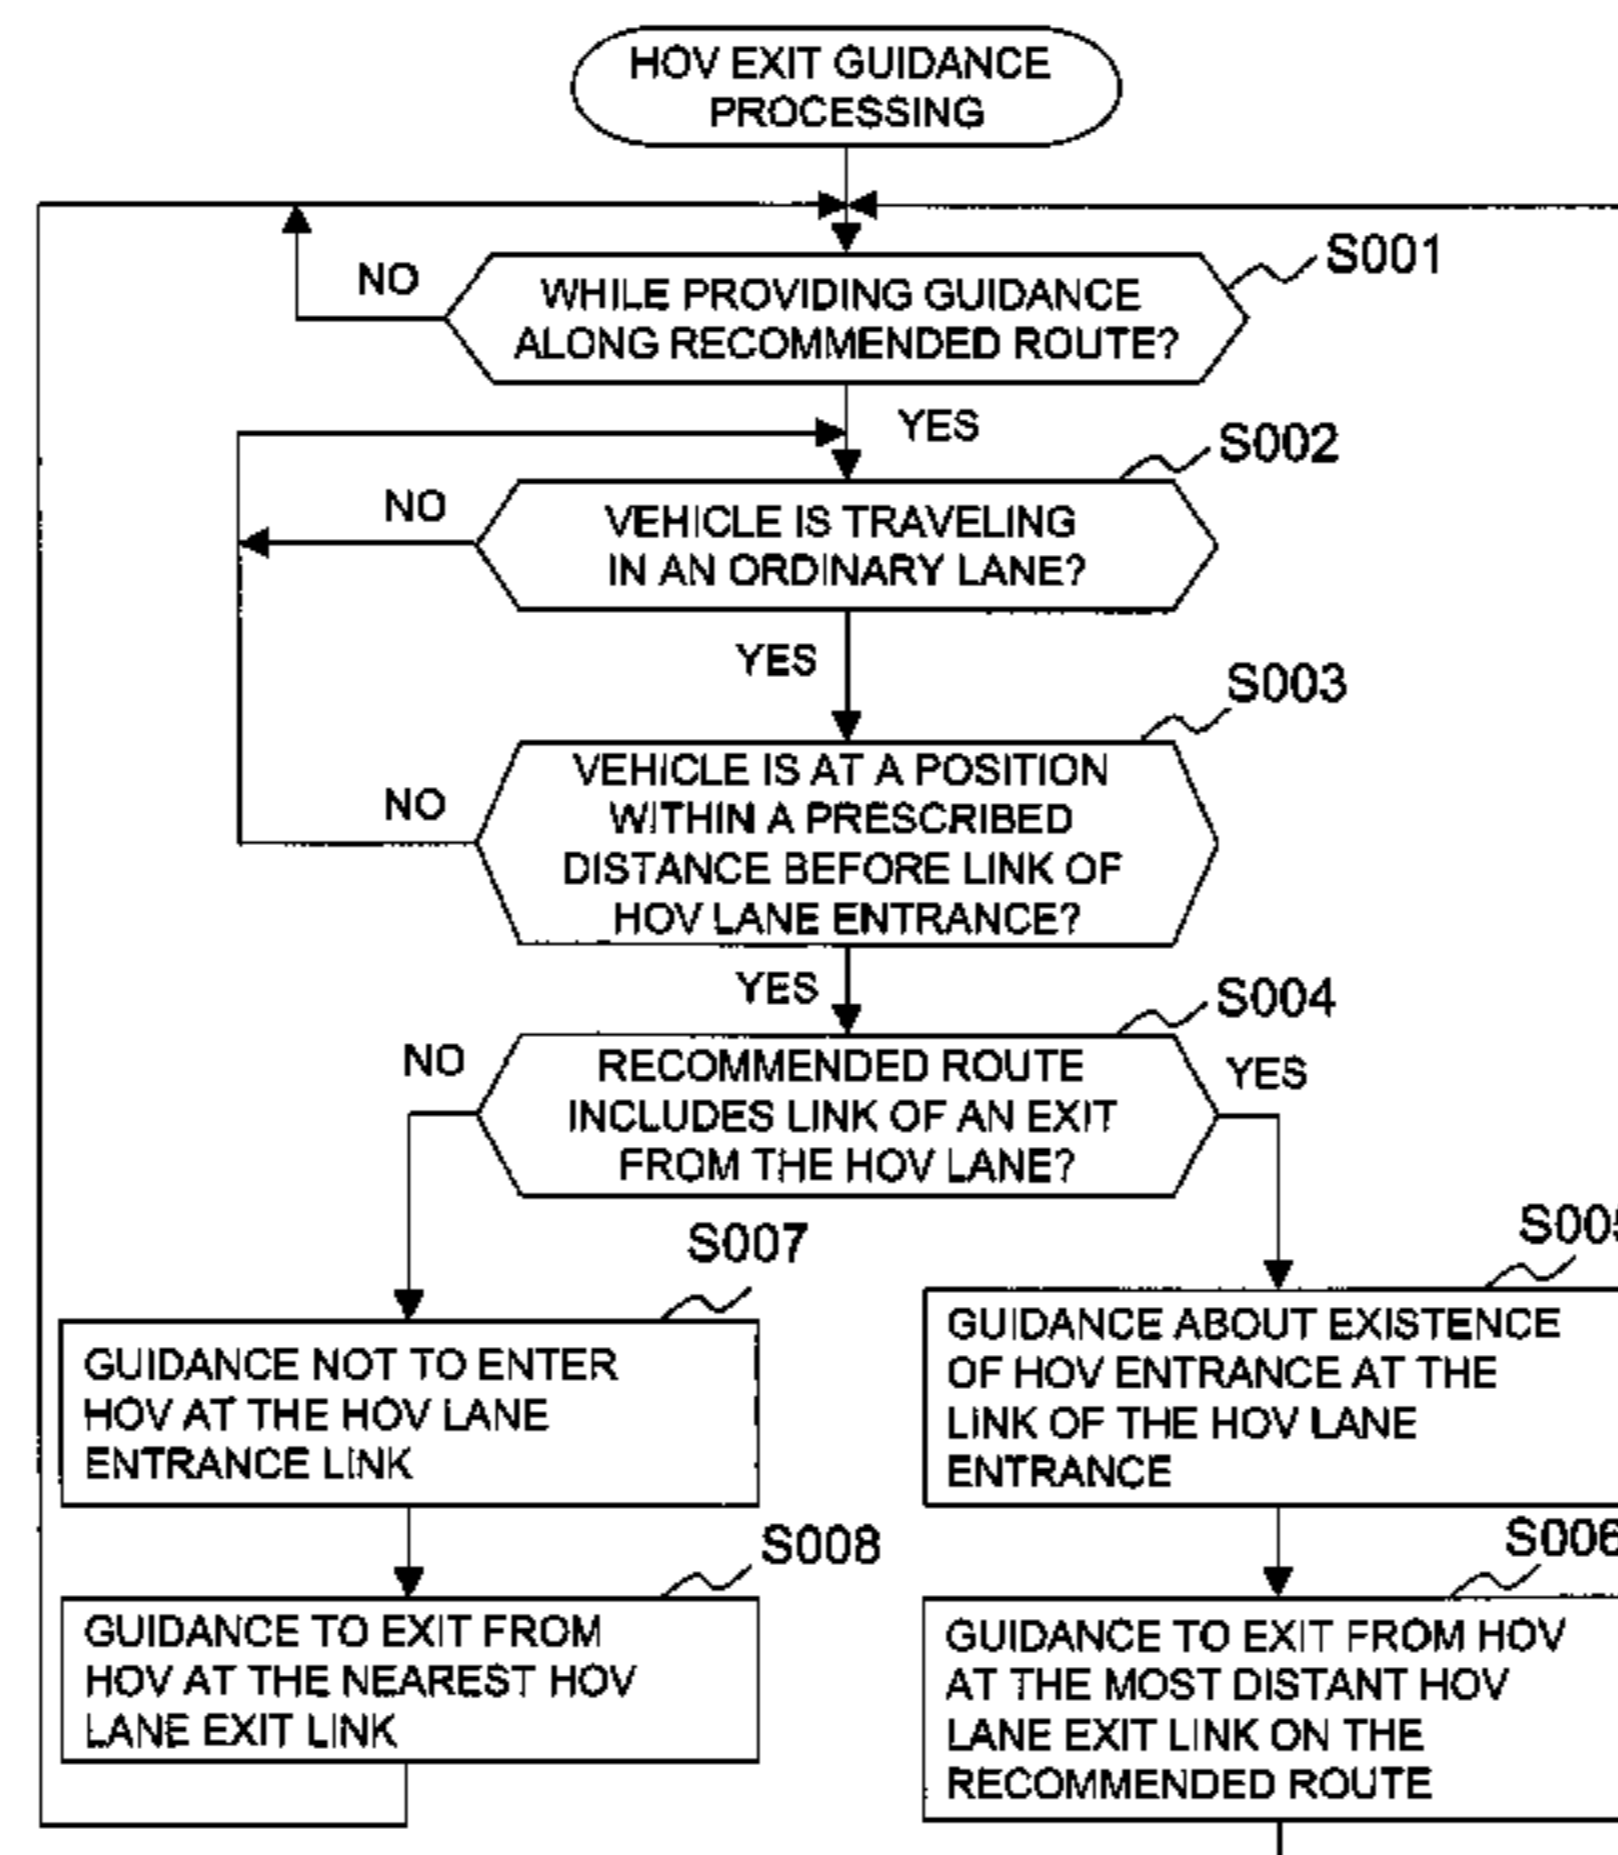 HOV EXIT GUIDANCE
PROCESSING
S001
NO
WHILE PROVIDING GUIDANCE
ALONG RECOMMENDED ROUTE?
YES
S002
NO
VEHICLE IS TRAVELING
IN AN ORDINARY LANE?
YES
S003
NO
VEHICLE IS AT A POSITION
WITHIN A PRESCRIBED
DISTANCE BEFORE LINK OF
HOV LANE ENTRANCE?
YES
S004
NO
RECOMMENDED ROUTE
INCLUDES LINK OF AN EXIT
FROM THE HOV LANE?
YES
S007
GUIDANCE NOT TO ENTER
HOV AT THE HOV LANE
ENTRANCE LINK
S005
GUIDANCE ABOUT EXISTENCE
OF HOV ENTRANCE AT THE
LINK OF THE HOV LANE
ENTRANCE
S008
GUIDANCE TO EXIT FROM
HOV AT THE NEAREST HOV
LANE EXIT LINK
S006
GUIDANCE TO EXIT FROM HOV
AT THE MOST DISTANT HOV
LANE EXIT LINK ON THE
RECOMMENDED ROUTE